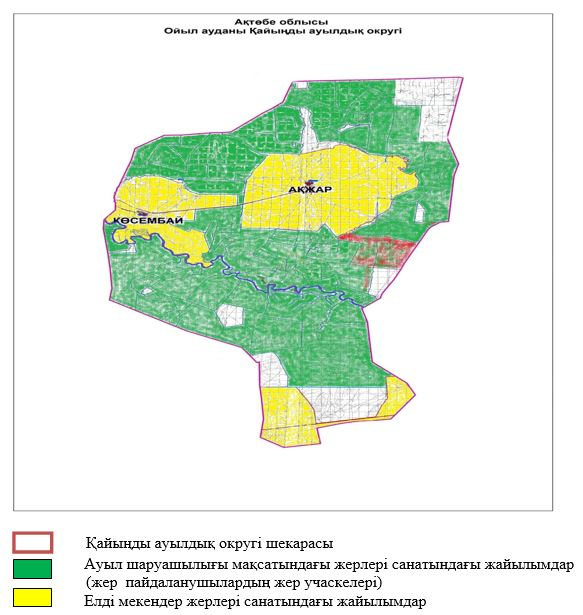 Ақтөбе облысы
Ойыл ауданы Қайыңды ауылдық округі
АҚЖАР
КӨСЕМБАЙ
Қайыңды ауылдық округі шекарасы
Ауыл шаруашылығы мақсатындағы жерлері санатындағы жайылымдар
(жер пайдаланушылардың жер учаскелері)
Елді мекендер жерлері санатындағы жайылымдар